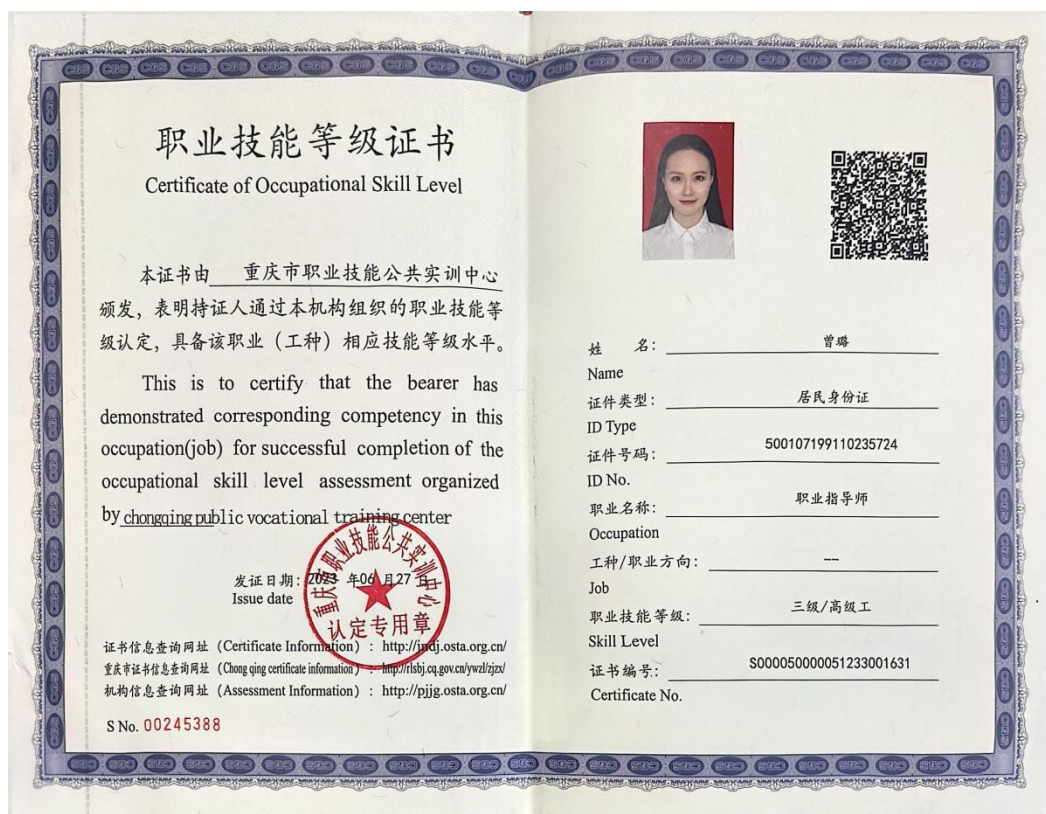 职业技能等级证书
Certificate of Occupational Skill Level
本证书由 重庆市职业技能公共实训中心
颁发，表明持证人通过本机构组织的职业技能等
级认定，具备该职业（工种）相应技能等级水平。
This is to certify that the bearer has
demonstrated corresponding competency in this
occupation(job) for successful completion of the
occupational skill level assessment organized
by chongqing public vocational training center
重庆市职业技能公共实训中心
认定专用章
发证日期：2023 年06 月27 日
Issue date
证书信息查询网址（Certificate Information）：http://jndj.osta.org.cn/
重庆市证书信息查询网址（Chong qing certificate information）：http://rlsbj.cq.gov.cn/ywzl/zjzx/
机构信息查询网址（Assessment Information）：http://pjjg.osta.org.cn/
S No. 00245388
姓 名： 曾璐
Name
证件类型： 居民身份证
ID Type
证件号码： 500107199110235724
ID No.
职业名称： 职业指导师
Occupation
工种/职业方向： --
Job
职业技能等级： 三级/高级工
Skill Level
证书编号： S000050000051233001631
Certificate No.